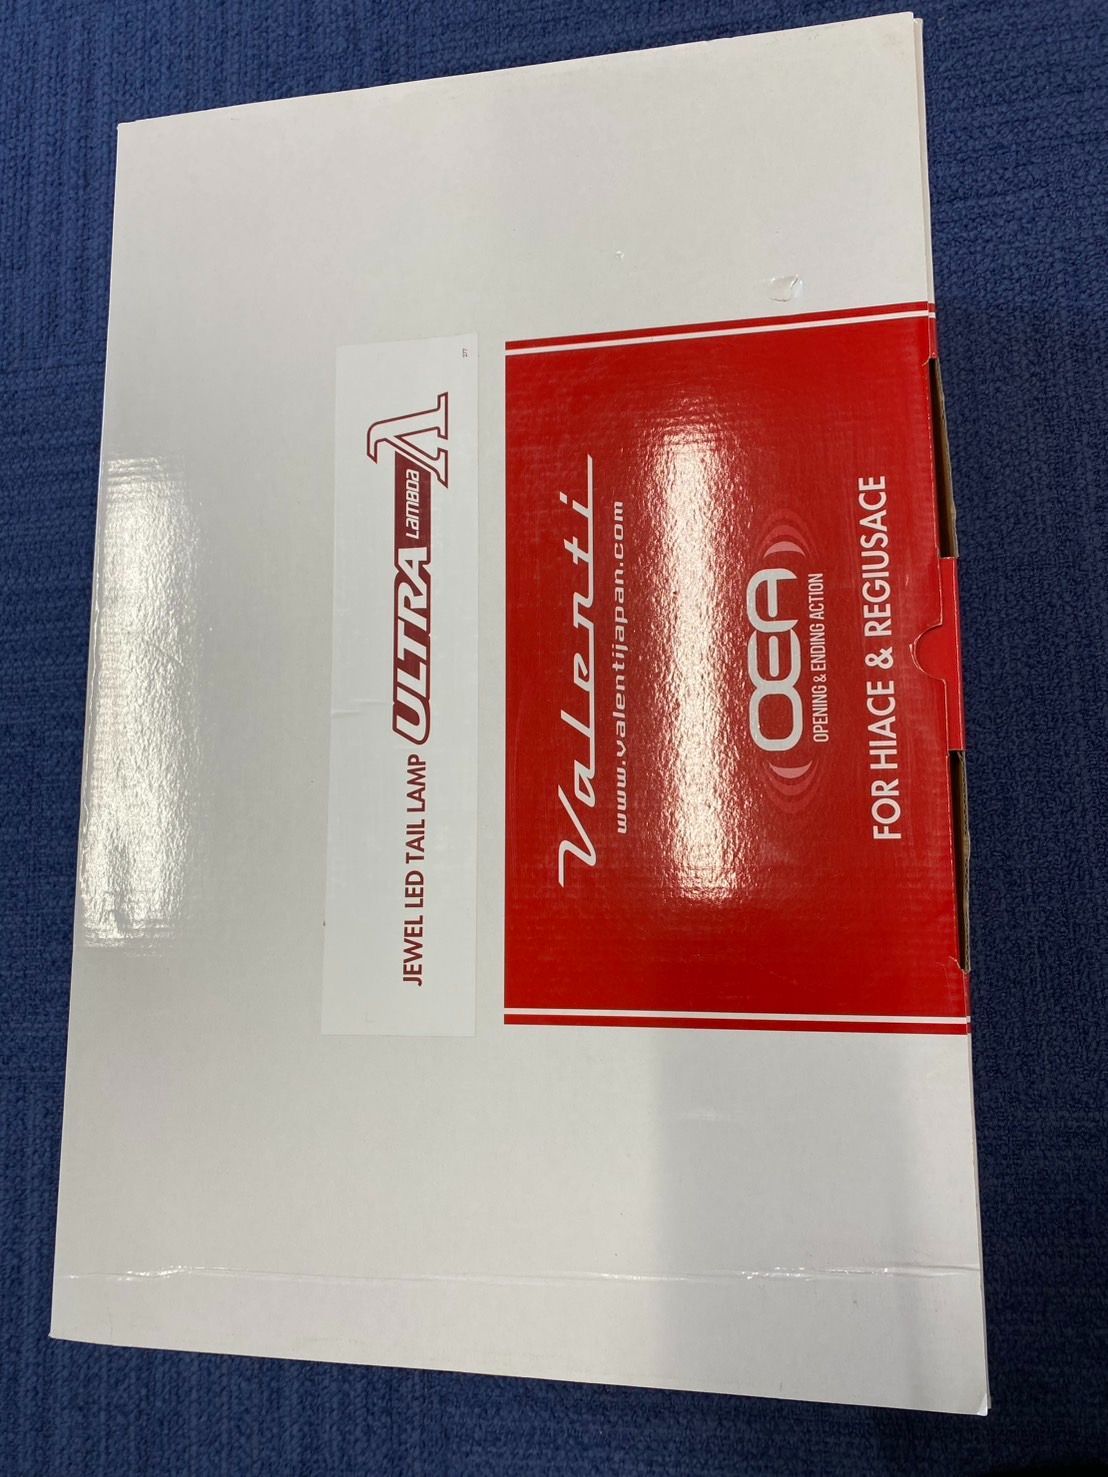 JEWEL LED TAIL LAMP ULTRA LAMBDA Λ
Valenti
www.valentijapan.com
OEA
OPENING & ENDING ACTION
FOR HIACE & REGIUSACE